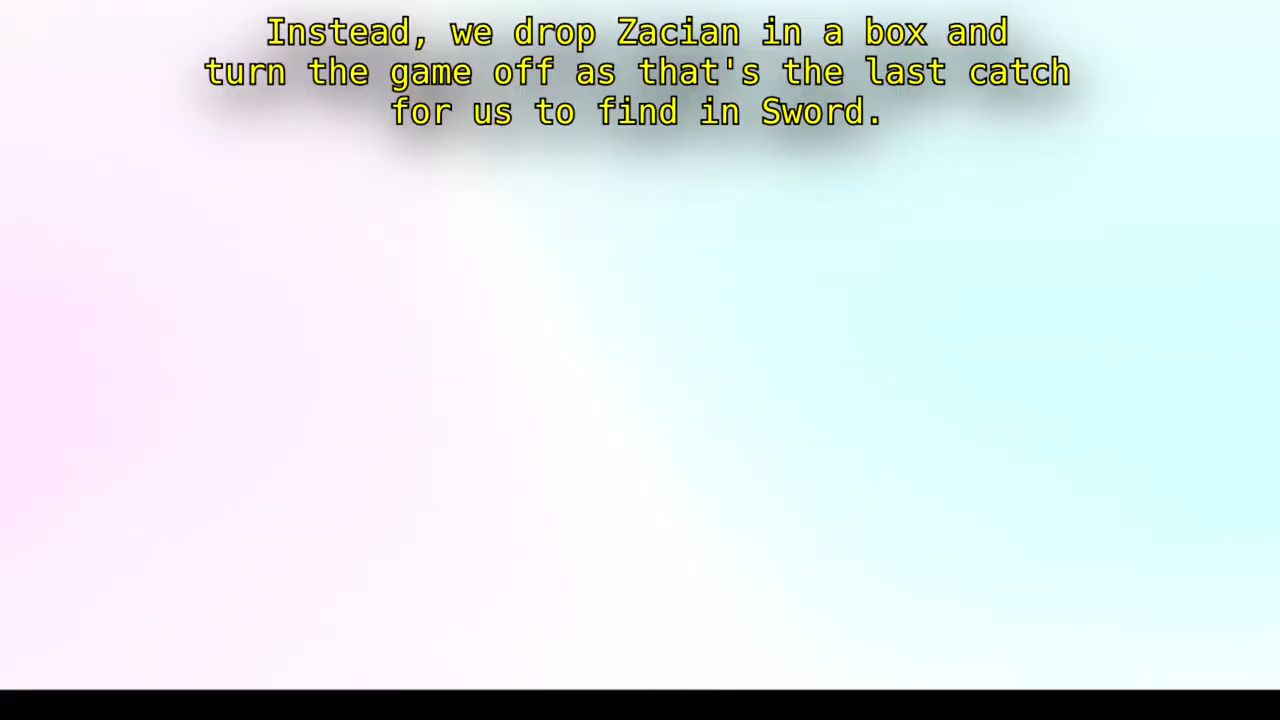 Instead, we drop Zacian in a box and
turn the game off as that's the last catch
for us to find in Sword.